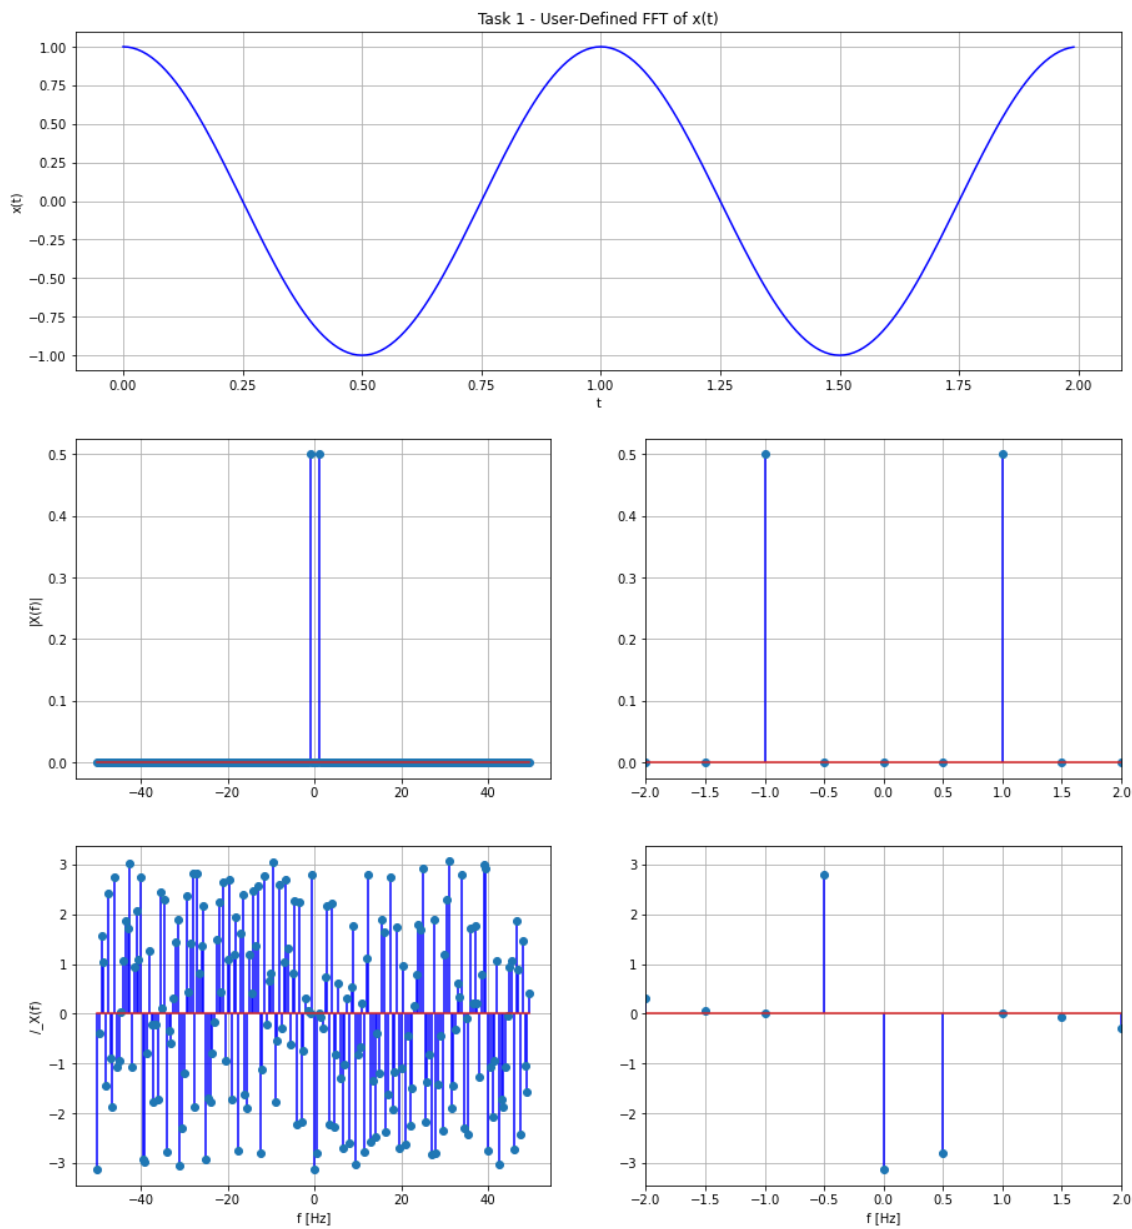 Task 1 - User-Defined FFT of x(t)
1.00
0.75
0.50
0.25
0.00
−0.25
−0.50
−0.75
−1.00
x(t)
0.00 0.25 0.50 0.75 1.00 1.25 1.50 1.75 2.00
t
0.5
0.4
0.3
0.2
0.1
0.0
|X(f)|
−40 −20 0 20 40
0.5
0.4
0.3
0.2
0.1
0.0
−2.0 −1.5 −1.0 −0.5 0.0 0.5 1.0 1.5 2.0
3
2
1
0
−1
−2
−3
/_X(f)
−40 −20 0 20 40
f [Hz]
3
2
1
0
−1
−2
−3
−2.0 −1.5 −1.0 −0.5 0.0 0.5 1.0 1.5 2.0
f [Hz]